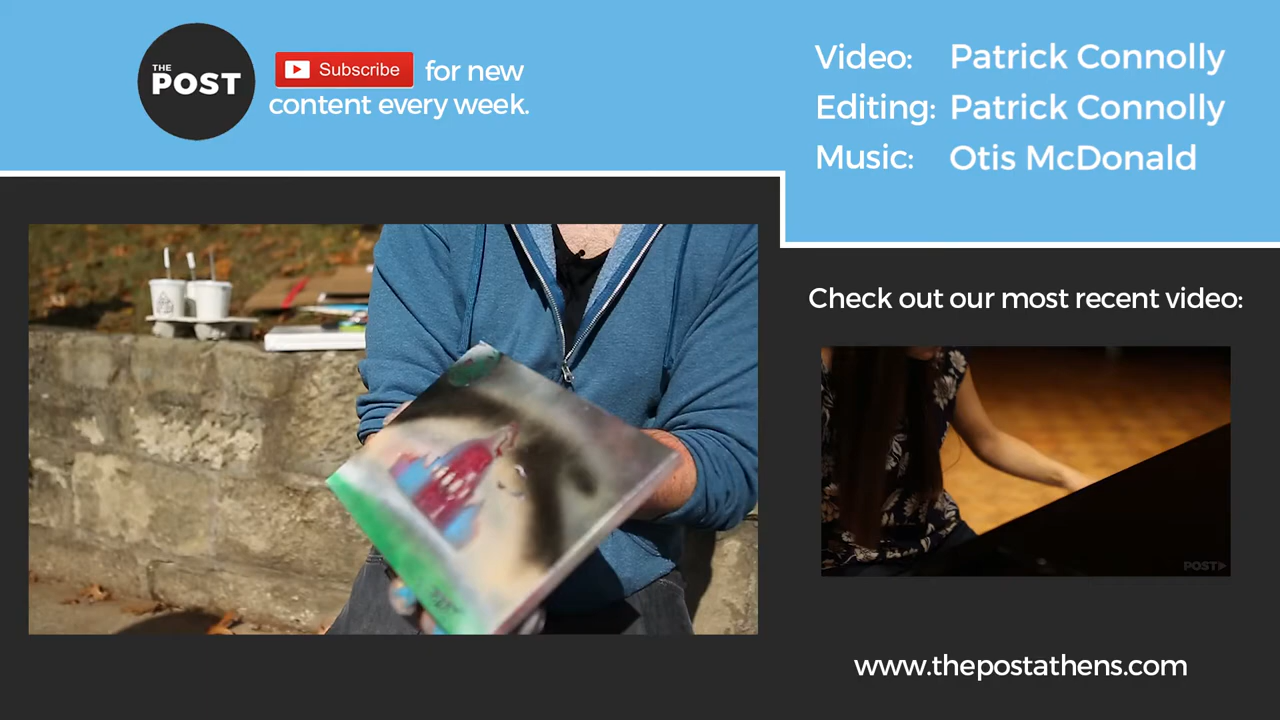 THE
POST
Subscribe for new
content every week.
Video: Patrick Connolly
Editing: Patrick Connolly
Music: Otis McDonald
Check out our most recent video:
POST
www.thepostathens.com